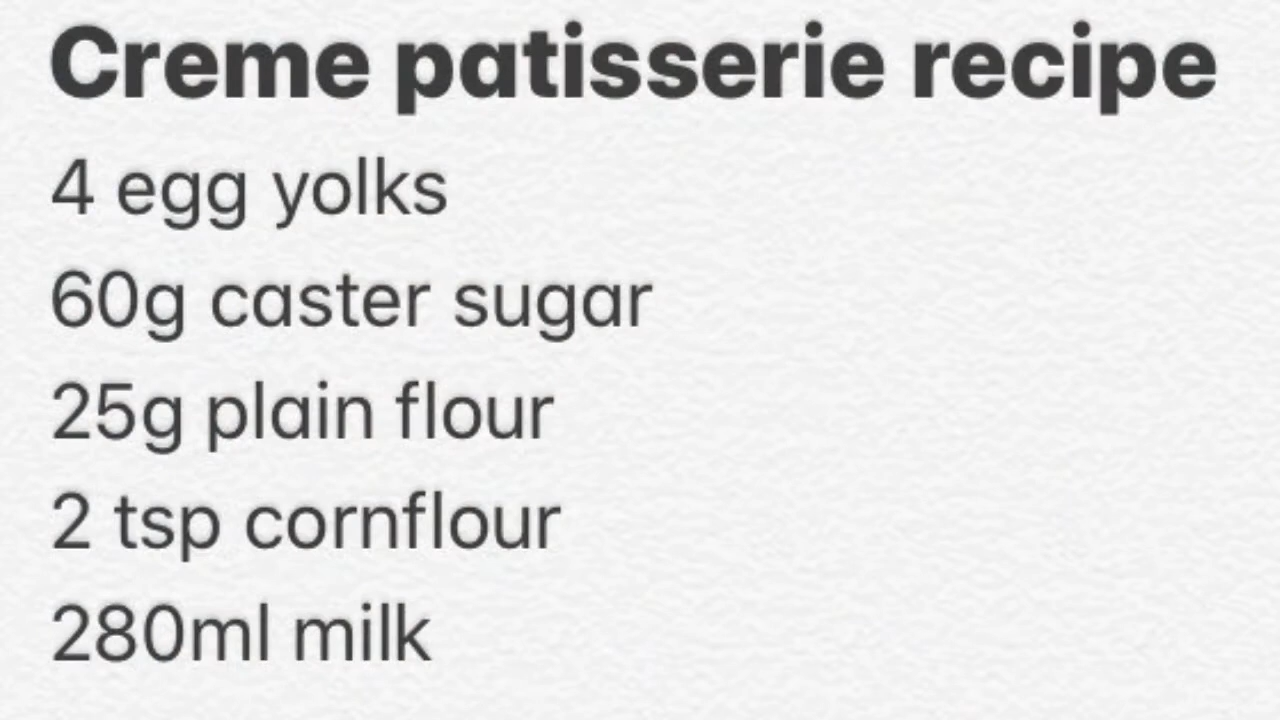 Creme patisserie recipe
4 egg yolks
60g caster sugar
25g plain flour
2 tsp cornflour
280ml milk